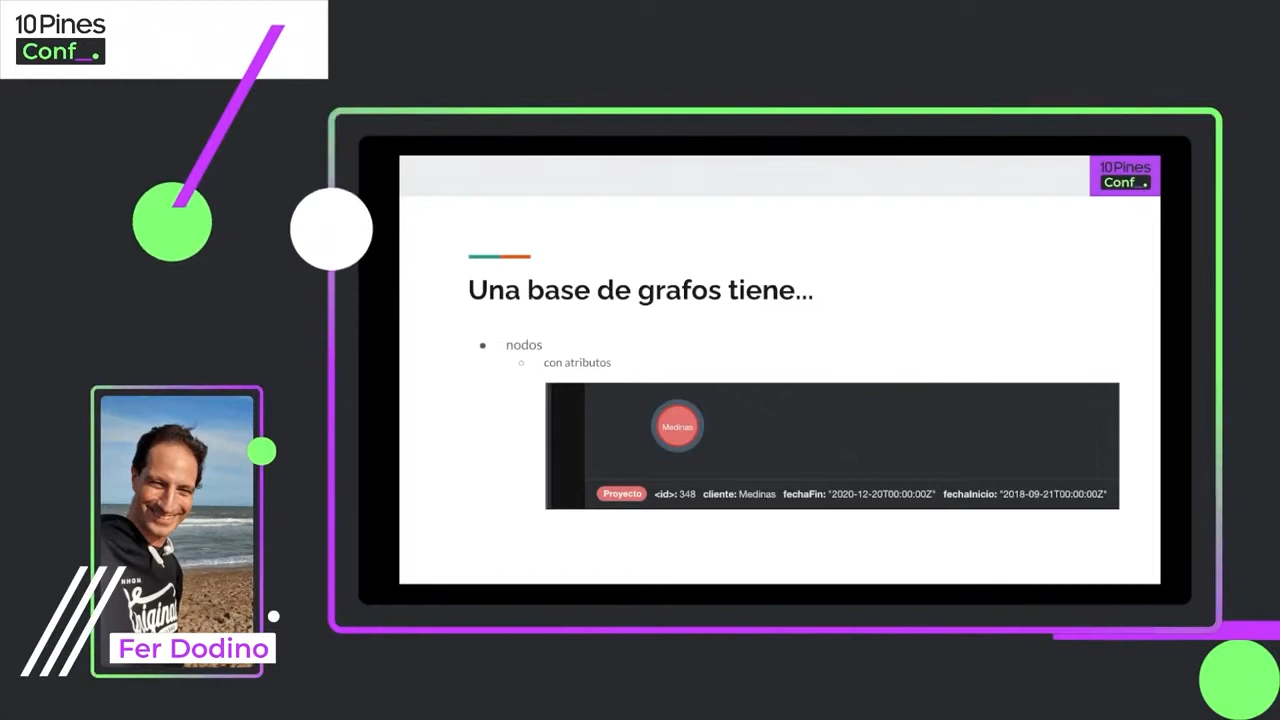 10Pines
Conf_.
10Pines
Conf_.
Una base de grafos tiene...
nodos
con atributos
Medinas
Proyecto <id>: 348 cliente: Medinas fechaFin: "2020-12-20T00:00:00Z" fechaInicio: "2018-09-21T00:00:00Z"
Fer Dodino